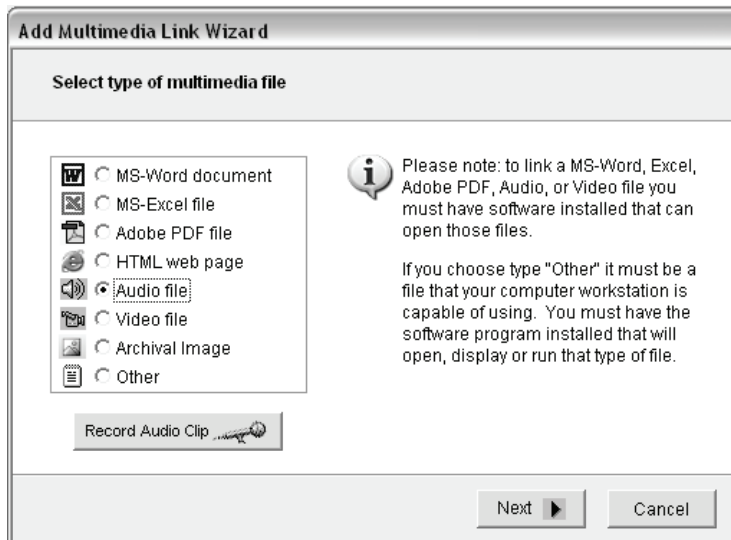 Add Multimedia Link Wizard
Select type of multimedia file
MS-Word document
MS-Excel file
Adobe PDF file
HTML web page
Audio file
Video file
Archival Image
Other
Record Audio Clip
Please note: to link a MS-Word, Excel,
Adobe PDF, Audio, or Video file you
must have software installed that can
open those files.
If you choose type "Other" it must be a
file that your computer workstation is
capable of using. You must have the
software program installed that will
open, display or run that type of file.
Next
Cancel